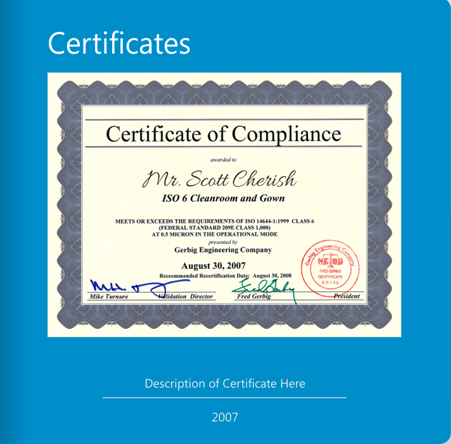 Certificates
Certificate of Compliance
awarded to
Mr. Scott Cherish
ISO 6 Cleanroom and Gown
MEETS OR EXCEEDS THE REQUIREMENTS OF ISO 14644-1:1999 CLASS 6
(FEDERAL STANDARD 209E CLASS 1,000)
AT 0.5 MICRON IN THE OPERATIONAL MODE
presented by
Gerbig Engineering Company
August 30, 2007
Recommended Recertification Date: August 30, 2008
Mike Turnure Validation Director Fred Gerbig President
Gerbig Engineering Company
CERTIFICATE
Description of Certificate Here
2007